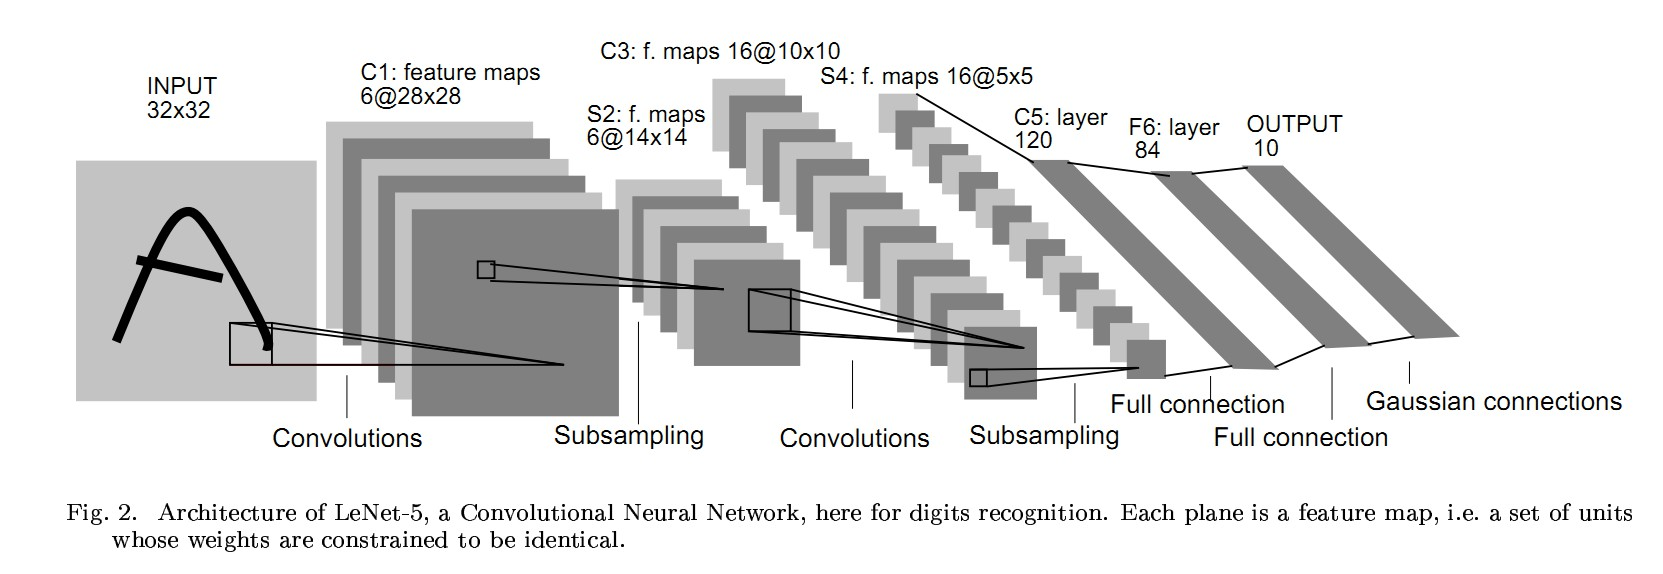 INPUT
32x32
C1: feature maps
6@28x28
S2: f. maps
6@14x14
C3: f. maps 16@10x10
S4: f. maps 16@5x5
C5: layer
120
F6: layer
84
OUTPUT
10
Convolutions
Subsampling
Convolutions
Subsampling
Full connection
Full connection
Gaussian connections
Fig. 2. Architecture of LeNet-5, a Convolutional Neural Network, here for digits recognition. Each plane is a feature map, i.e. a set of units
whose weights are constrained to be identical.